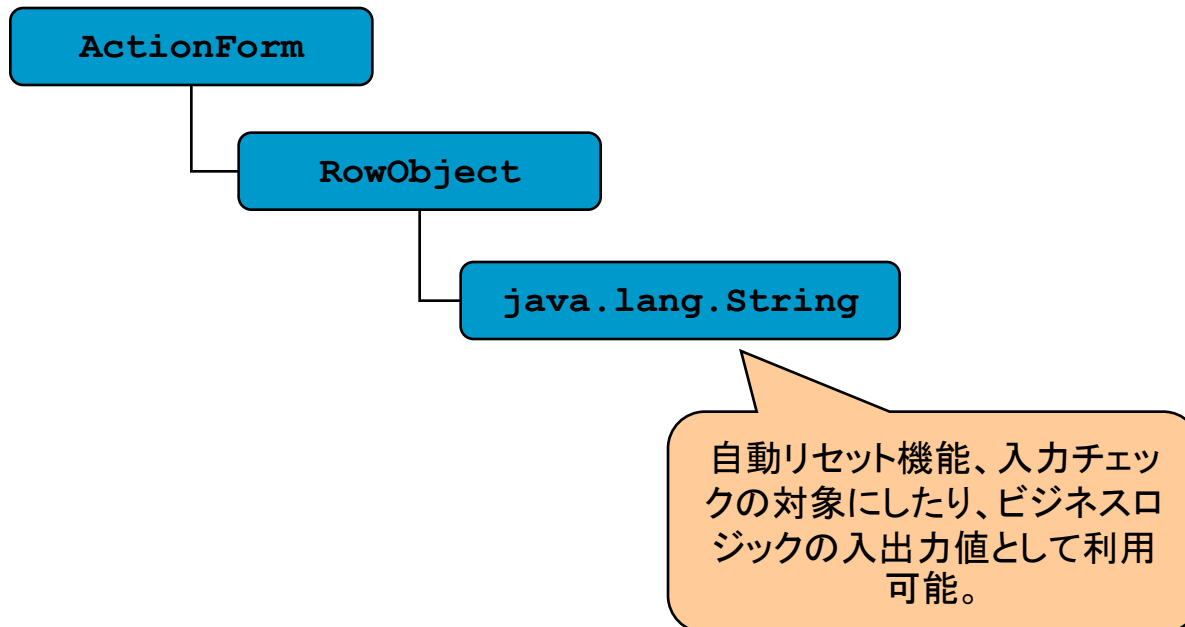 ActionForm
RowObject
java.lang.String
自動リセット機能、入力チェッ
クの対象にしたり、ビジネスロ
ジックの入出力値として利用
可能。